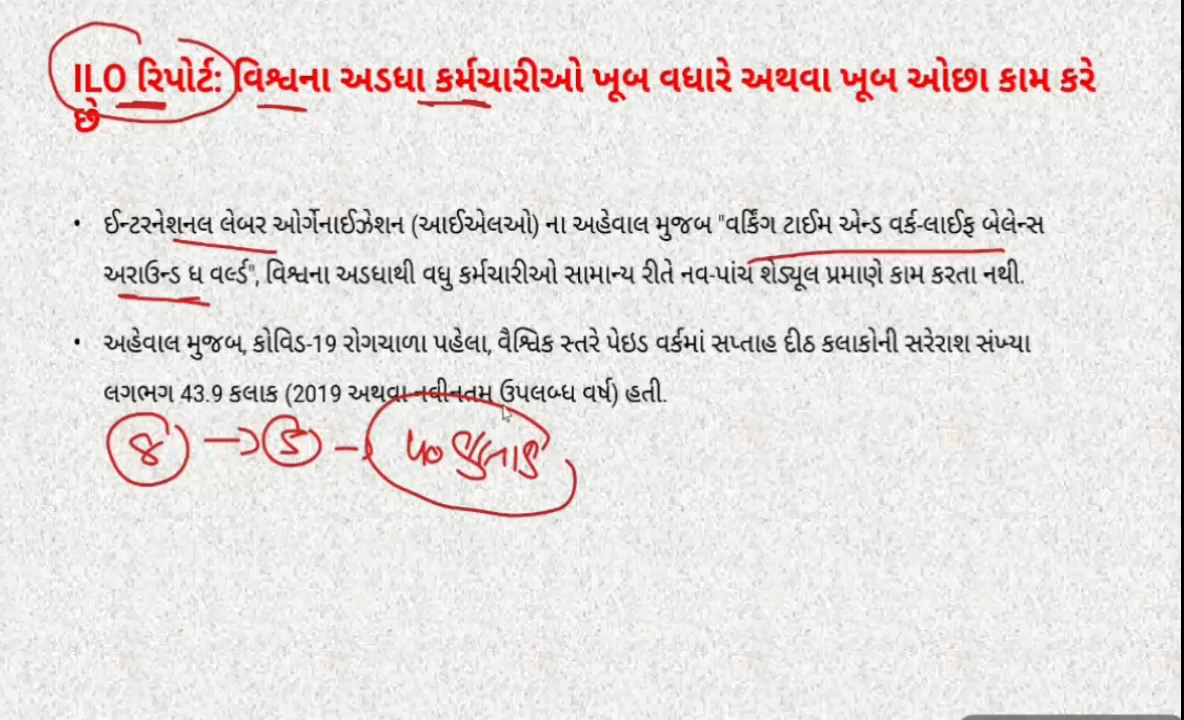 ILO રિપોર્ટ: વિશ્વના અડધા કર્મચારીઓ ખૂબ વધારે અથવા ખૂબ ઓછા કામ કરે
છે
• ઈન્ટરનેશનલ લેબર ઓર્ગેનાઈઝેશન (આઈએલઓ) ના અહેવાલ મુજબ "વર્કિંગ ટાઈમ એન્ડ વર્ક-લાઈફ બેલેન્સ
અરાઉન્ડ ધ વર્લ્ડ", વિશ્વના અડધાથી વધુ કર્મચારીઓ સામાન્ય રીતે નવ-પાંચ શેડ્યૂલ પ્રમાણે કામ કરતા નથી.
• અહેવાલ મુજબ, કોવિડ-19 રોગચાળા પહેલા, વૈશ્વિક સ્તરે પેઇડ વર્કમાં સપ્તાહ દીઠ કલાકોની સરેરાશ સંખ્યા
લગભગ 43.9 કલાક (2019 અથવા નવીનતમ ઉપલબ્ધ વર્ષ) હતી.